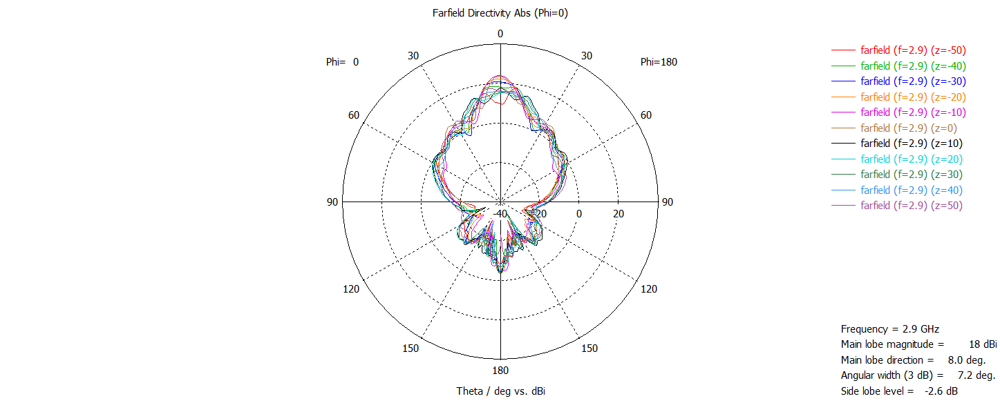 Farfield Directivity Abs (Phi=0)
0
30
30
Phi= 0
Phi=180
60
60
90
90
-40
-20
0
20
120
120
150
150
180
Theta / deg vs. dBi
farfield (f=2.9) (z=-50)
farfield (f=2.9) (z=-40)
farfield (f=2.9) (z=-30)
farfield (f=2.9) (z=-20)
farfield (f=2.9) (z=-10)
farfield (f=2.9) (z=0)
farfield (f=2.9) (z=10)
farfield (f=2.9) (z=20)
farfield (f=2.9) (z=30)
farfield (f=2.9) (z=40)
farfield (f=2.9) (z=50)
Frequency = 2.9 GHz
Main lobe magnitude = 18 dBi
Main lobe direction = 8.0 deg.
Angular width (3 dB) = 7.2 deg.
Side lobe level = -2.6 dB